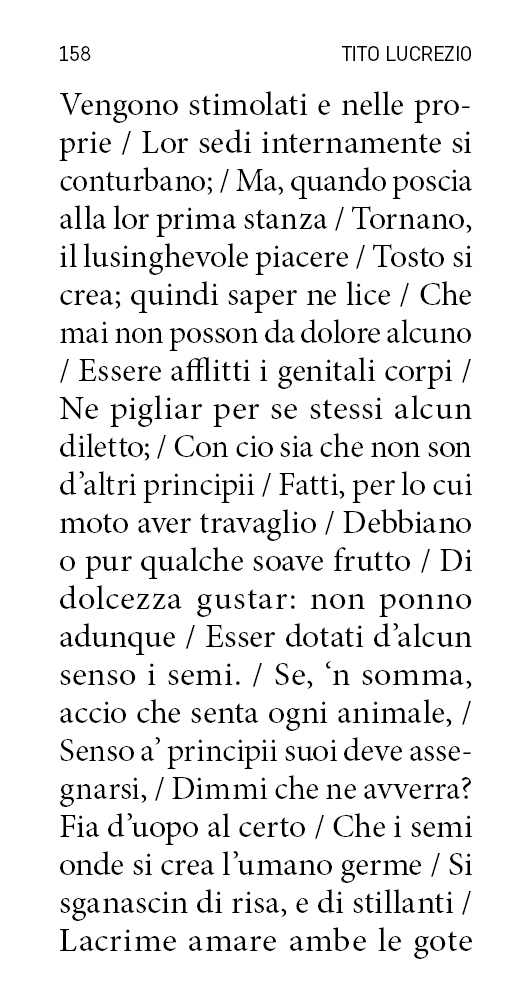 158 TITO LUCREZIO
Vengono stimolati e nelle pro-
prie / Lor sedi internamente si
conturbano; / Ma, quando poscia
alla lor prima stanza / Tornano,
il lusinghevole piacere / Tosto si
crea; quindi saper ne lice / Che
mai non posson da dolore alcuno
/ Essere afflitti i genitali corpi /
Ne pigliar per se stessi alcun
diletto; / Con cio sia che non son
d’altri principii / Fatti, per lo cui
moto aver travaglio / Debbiano
o pur qualche soave frutto / Di
dolcezza gustar: non ponno
adunque / Esser dotati d’alcun
senso i semi. / Se, ‘n somma,
accio che senta ogni animale, /
Senso a’ principii suoi deve asse-
gnarsi, / Dimmi che ne avverra?
Fia d’uopo al certo / Che i semi
onde si crea l’umano germe / Si
sganascin di risa, e di stillanti /
Lacrime amare ambe le gote